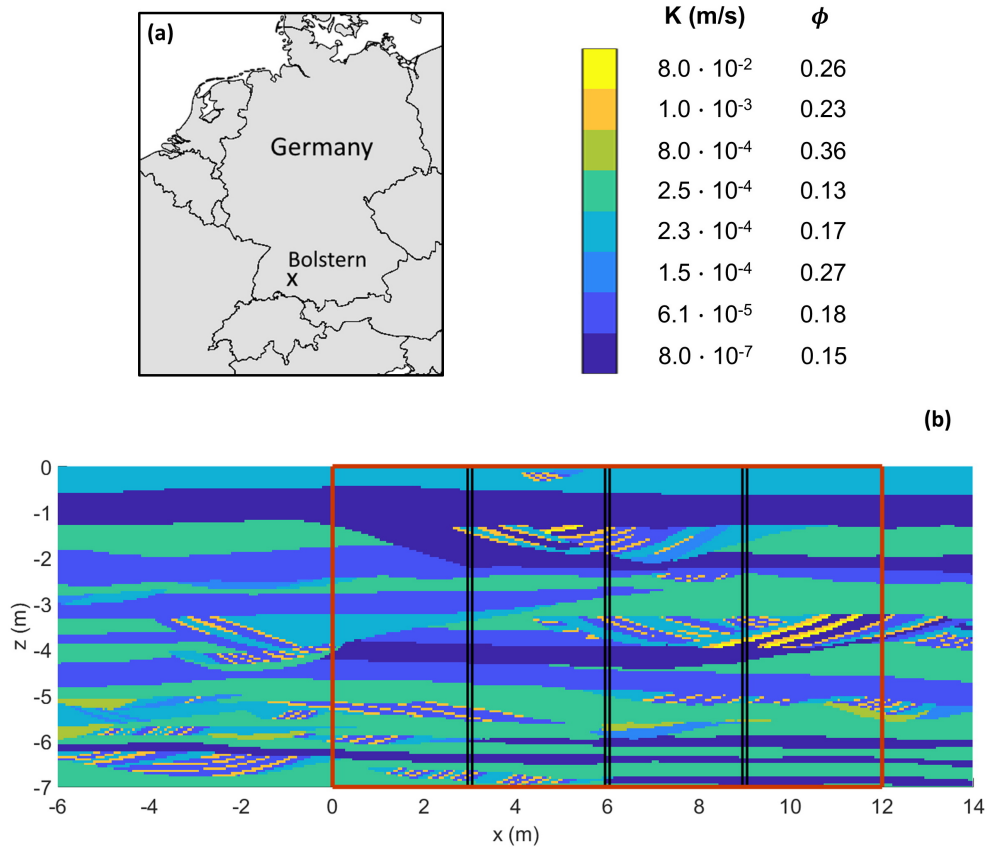 (a)
Germany
Bolstern
X
K (m/s) ϕ
8.0 · 10⁻² 0.26
1.0 · 10⁻³ 0.23
8.0 · 10⁻⁴ 0.36
2.5 · 10⁻⁴ 0.13
2.3 · 10⁻⁴ 0.17
1.5 · 10⁻⁴ 0.27
6.1 · 10⁻⁵ 0.18
8.0 · 10⁻⁷ 0.15
(b)
0
-1
-2
-3
-4
-5
-6
-7
z (m)
-6 -4 -2 0 2 4 6 8 10 12 14
x (m)